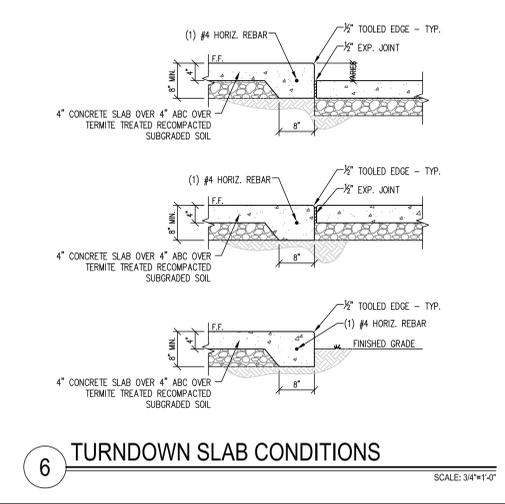 (1) #4 HORIZ. REBAR
½" TOOLED EDGE - TYP.
½" EXP. JOINT
F.F.
4"
8" MIN.
VARIES
4" CONCRETE SLAB OVER 4" ABC OVER
TERMITE TREATED RECOMPACTED
SUBGRADED SOIL
8"
(1) #4 HORIZ. REBAR
½" TOOLED EDGE - TYP.
½" EXP. JOINT
F.F.
4"
8" MIN.
4" CONCRETE SLAB OVER 4" ABC OVER
TERMITE TREATED RECOMPACTED
SUBGRADED SOIL
8"
½" TOOLED EDGE - TYP.
(1) #4 HORIZ. REBAR
F.F.
FINISHED GRADE
4"
8" MIN.
4" CONCRETE SLAB OVER 4" ABC OVER
TERMITE TREATED RECOMPACTED
SUBGRADED SOIL
8"
6
TURNDOWN SLAB CONDITIONS
SCALE: 3/4"=1'-0"